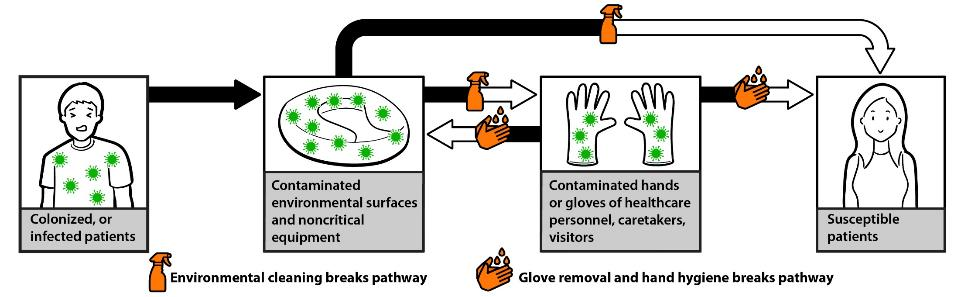 Colonized, or
infected patients
Contaminated
environmental surfaces
and noncritical
equipment
Contaminated hands
or gloves of healthcare
personnel, caretakers,
visitors
Susceptible
patients
Environmental cleaning breaks pathway
Glove removal and hand hygiene breaks pathway